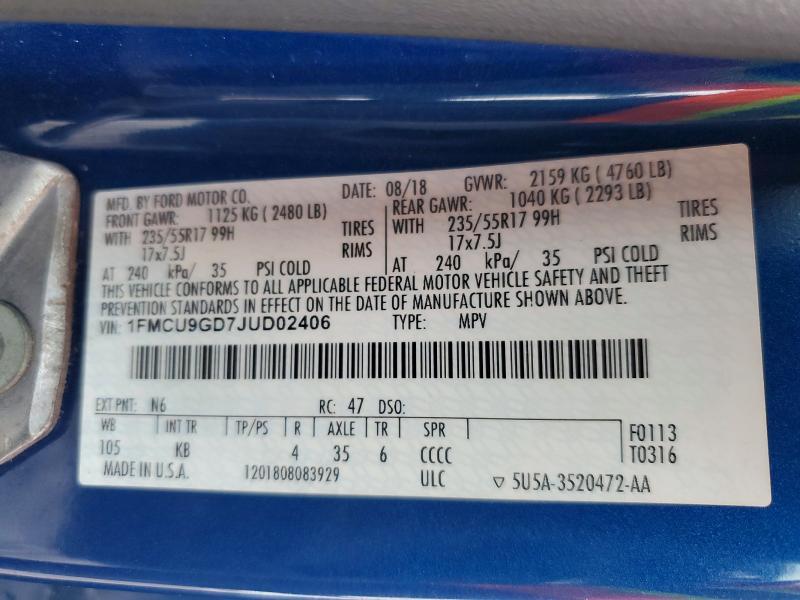 MFD. BY FORD MOTOR CO. DATE: 08/18 GVWR: 2159 KG ( 4760 LB)
FRONT GAWR: 1125 KG ( 2480 LB) REAR GAWR: 1040 KG ( 2293 LB)
WITH 235/55R17 99H TIRES WITH 235/55R17 99H TIRES
17x7.5J RIMS 17x7.5J RIMS
AT 240 kPa/ 35 PSI COLD AT 240 kPa/ 35 PSI COLD
THIS VEHICLE CONFORMS TO ALL APPLICABLE FEDERAL MOTOR VEHICLE SAFETY AND THEFT
PREVENTION STANDARDS IN EFFECT ON THE DATE OF MANUFACTURE SHOWN ABOVE.
VIN: 1FMCU9GD7JUD02406 TYPE: MPV
EXT PNT: N6 RC: 47 DSO:
WB INT TR TP/PS R AXLE TR SPR F0113
105 KB 4 35 6 CCCC T0316
MADE IN U.S.A. 1201808083929 ULC ▽ 5U5A-3520472-AA